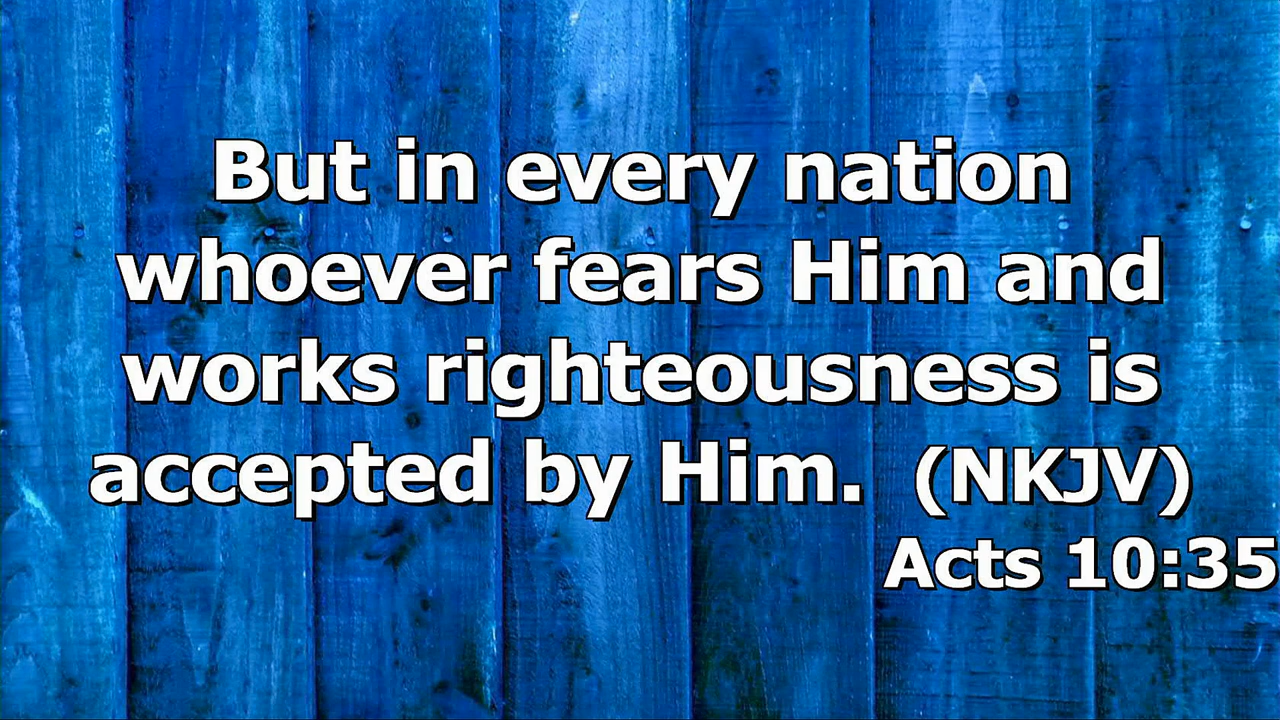 But in every nation
whoever fears Him and
works righteousness is
accepted by Him.  (NKJV)
Acts 10:35